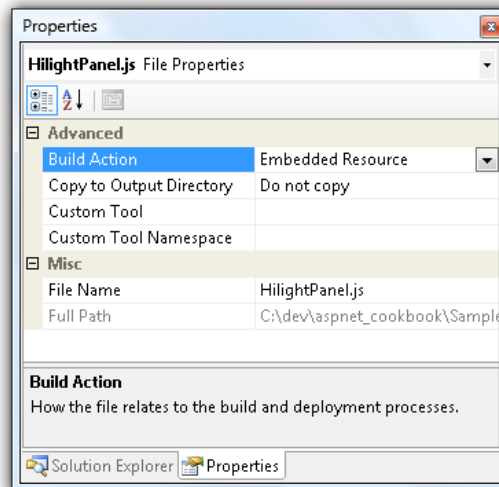 Properties
HilightPanel.js File Properties
Advanced
Build Action Embedded Resource
Copy to Output Directory Do not copy
Custom Tool
Custom Tool Namespace
Misc
File Name HilightPanel.js
Full Path C:\dev\aspnet_cookbook\Sample
Build Action
How the file relates to the build and deployment processes.
Solution Explorer Properties